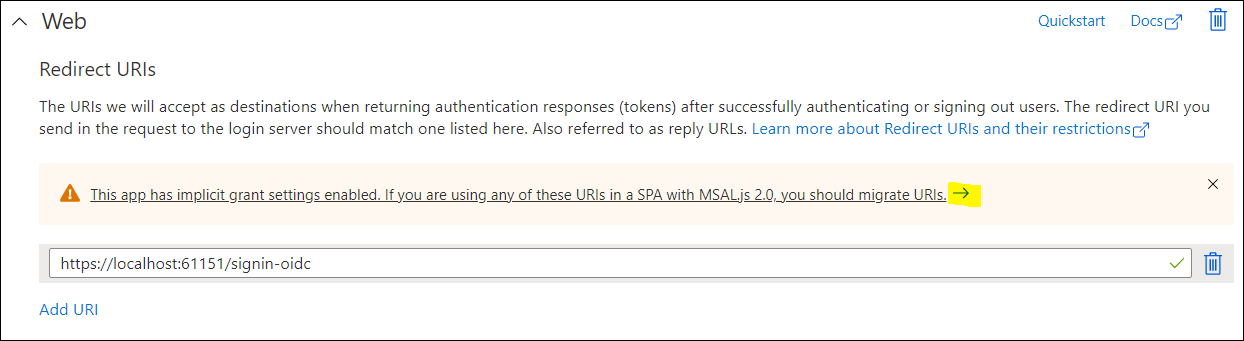 Web
Quickstart
Docs
Redirect URIs
The URIs we will accept as destinations when returning authentication responses (tokens) after successfully authenticating or signing out users. The redirect URI you
send in the request to the login server should match one listed here. Also referred to as reply URLs. Learn more about Redirect URIs and their restrictions
This app has implicit grant settings enabled. If you are using any of these URIs in a SPA with MSAL.js 2.0, you should migrate URIs.
https://localhost:61151/signin-oidc
Add URI